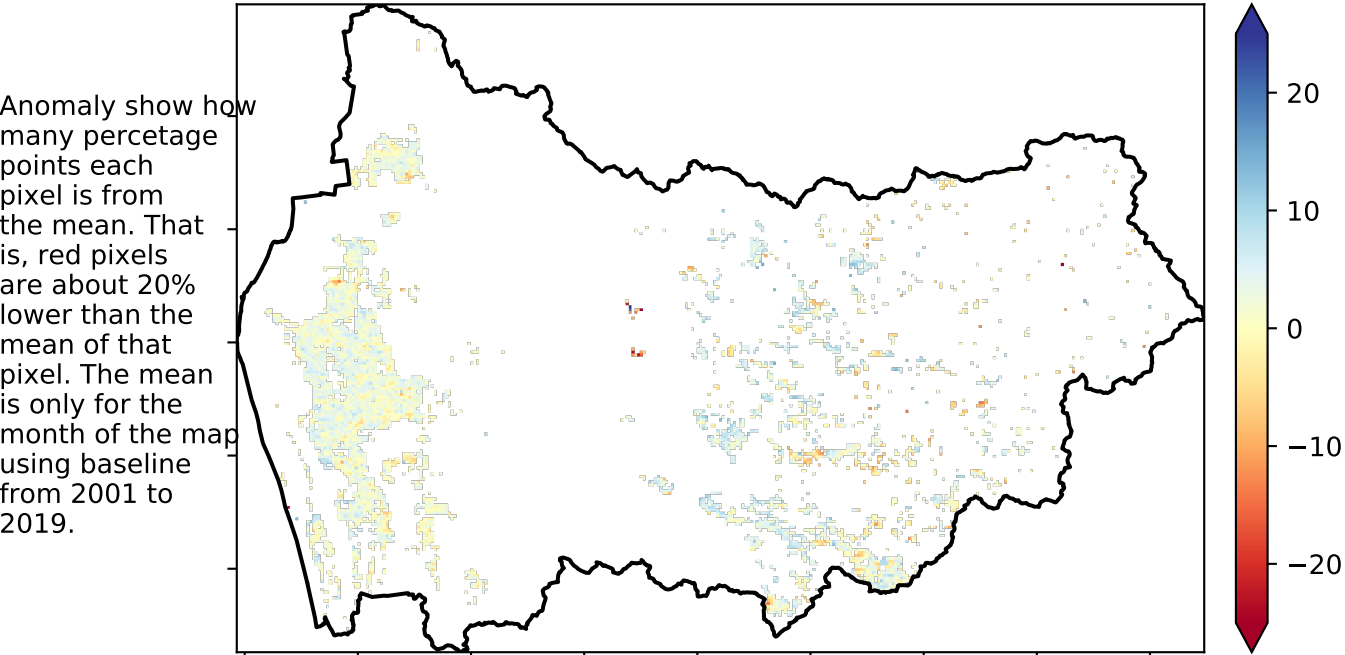 Anomaly show how
many percetage
points each
pixel is from
the mean. That
is, red pixels
are about 20%
lower than the
mean of that
pixel. The mean
is only for the
month of the map
using baseline
from 2001 to
2019.
20
10
0
−10
−20